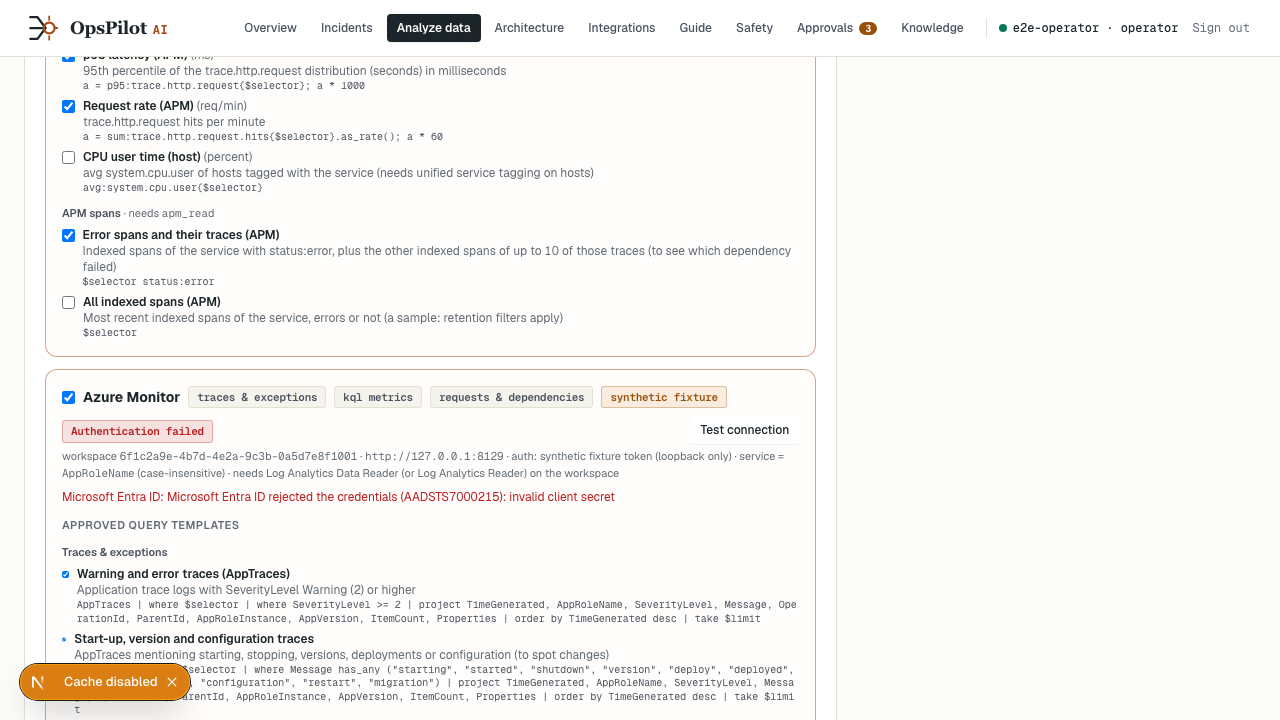 OpsPilot AI
Overview
Incidents
Analyze data
Architecture
Integrations
Guide
Safety
Approvals 3
Knowledge
e2e-operator · operator
Sign out
p95 latency (APM) (ms)
95th percentile of the trace.http.request distribution (seconds) in milliseconds
a = p95:trace.http.request{$selector}; a * 1000
Request rate (APM) (req/min)
trace.http.request hits per minute
a = sum:trace.http.request.hits{$selector}.as_rate(); a * 60
CPU user time (host) (percent)
avg system.cpu.user of hosts tagged with the service (needs unified service tagging on hosts)
avg:system.cpu.user{$selector}
APM spans · needs apm_read
Error spans and their traces (APM)
Indexed spans of the service with status:error, plus the other indexed spans of up to 10 of those traces (to see which dependency
failed)
$selector status:error
All indexed spans (APM)
Most recent indexed spans of the service, errors or not (a sample: retention filters apply)
$selector
Azure Monitor
traces & exceptions
kql metrics
requests & dependencies
synthetic fixture
Authentication failed
Test connection
workspace 6f1c2a9e-4b7d-4e2a-9c3b-0a5d7e8f1001 · http://127.0.0.1:8129 · auth: synthetic fixture token (loopback only) · service =
AppRoleName (case-insensitive) · needs Log Analytics Data Reader (or Log Analytics Reader) on the workspace
Microsoft Entra ID: Microsoft Entra ID rejected the credentials (AADSTS7000215): invalid client secret
APPROVED QUERY TEMPLATES
Traces & exceptions
Warning and error traces (AppTraces)
Application trace logs with SeverityLevel Warning (2) or higher
AppTraces | where $selector | where SeverityLevel >= 2 | project TimeGenerated, AppRoleName, SeverityLevel, Message, Ope
rationId, ParentId, AppRoleInstance, AppVersion, ItemCount, Properties | order by TimeGenerated desc | take $limit
Start-up, version and configuration traces
AppTraces mentioning starting, stopping, versions, deployments or configuration (to spot changes)
selector | where Message has_any ("starting", "started", "shutdown", "version", "deploy", "deployed",
"configuration", "restart", "migration") | project TimeGenerated, AppRoleName, SeverityLevel, Messa
arentId, AppRoleInstance, AppVersion, ItemCount, Properties | order by TimeGenerated desc | take $limi
t
Cache disabled